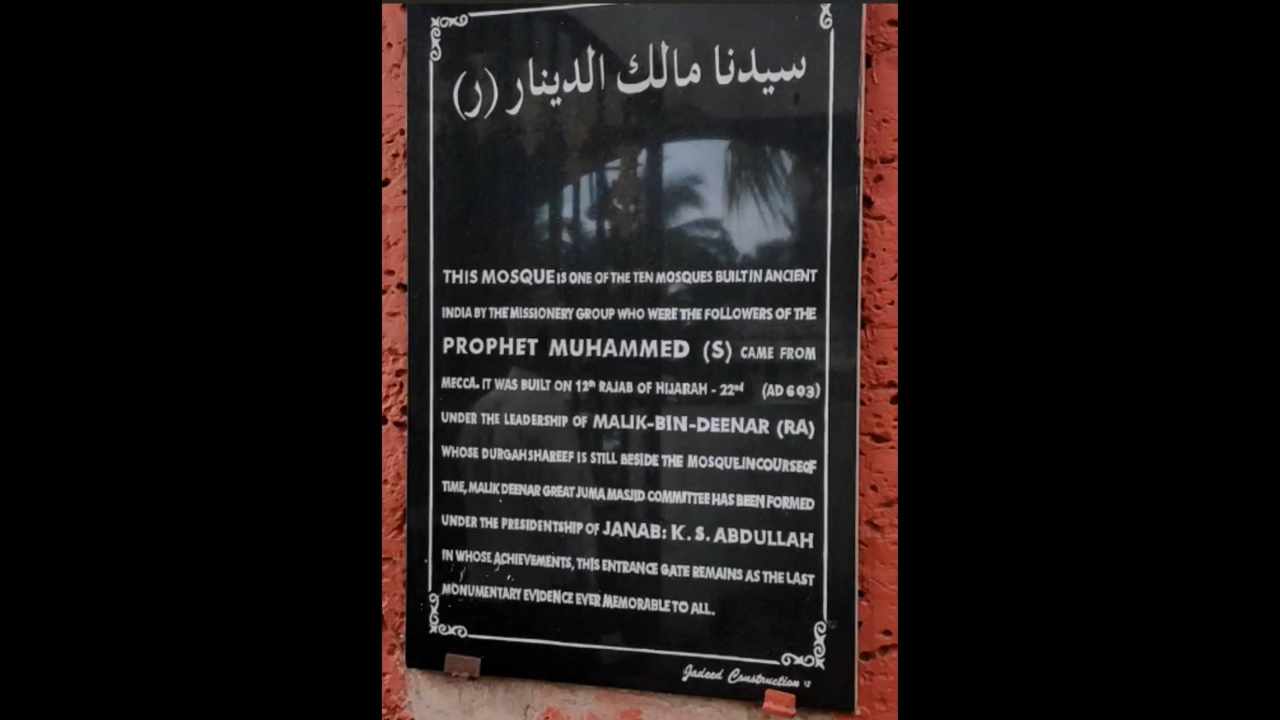 سيدنا مالك الدينار (ر)
THIS MOSQUE IS ONE OF THE TEN MOSQUES BUILT IN ANCIENT
INDIA BY THE MISSIONERY GROUP WHO WERE THE FOLLOWERS OF THE
PROPHET MUHAMMED (S) CAME FROM
MECCA. IT WAS BUILT ON 12th RAJAB OF HIJARAH - 22nd (AD 603)
UNDER THE LEADERSHIP OF MALIK-BIN-DEENAR (RA)
WHOSE DURGAH SHAREEF IS STILL BESIDE THE MOSQUE.IN COURSE OF
TIME, MALIK DEENAR GREAT JUMA MASJID COMMITTEE HAS BEEN FORMED
UNDER THE PRESIDENTSHIP OF JANAB: K. S. ABDULLAH
IN WHOSE ACHIEVEMENTS, THIS ENTRANCE GATE REMAINS AS THE LAST
MONUMENTARY EVIDENCE EVER MEMORABLE TO ALL.
Jadeed Construction